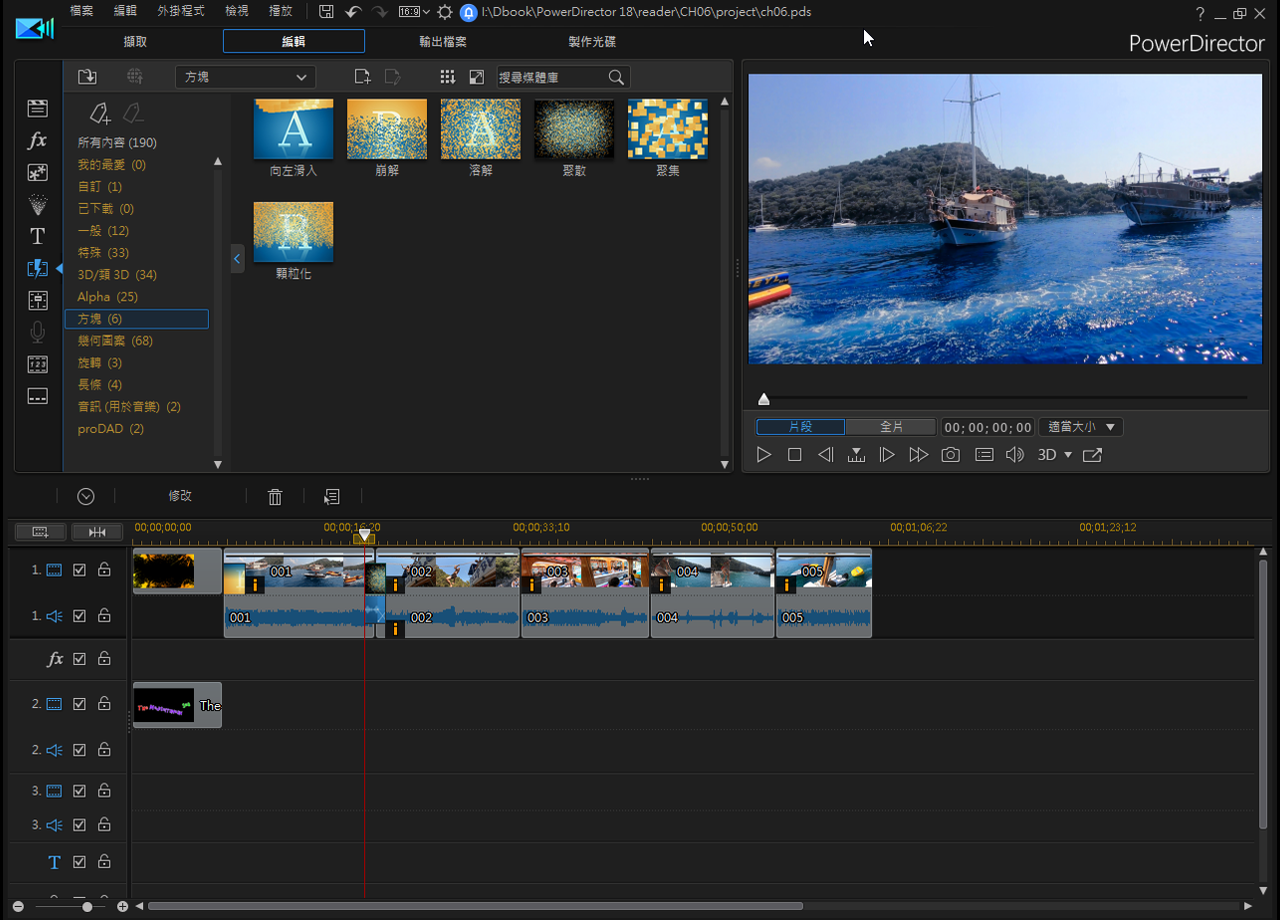 檔案 編輯 外掛程式 檢視 播放 16:9 I:\Dbook\PowerDirector 18\reader\CH06\project\ch06.pds ?
擷取 編輯 輸出檔案 製作光碟 PowerDirector
方塊 搜尋媒體庫
所有內容 (190)
我的最愛 (0)
自訂 (1)
已下載 (0)
一般 (12)
特殊 (33)
3D/類 3D (34)
Alpha (25)
方塊 (6)
幾何圖案 (68)
旋轉 (3)
長條 (4)
音訊 (用於音樂) (2)
proDAD (2)
fx
T
向左滑入 崩解 溶解 聚散 聚集
顆粒化
片段 全片 00;00;00;00 適當大小
3D
修改
00;00;00;00 00;00;16;20 00;00;33;10 00;00;50;00 00;01;06;22 00;01;23;12
1. 001 002 003 004 005
1. 001 002 003 004 005
fx
2. The
2.
3.
3.
T